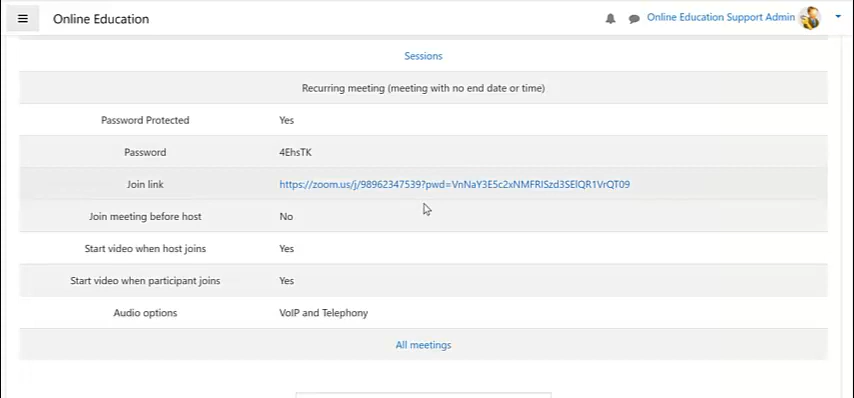 Online Education
Online Education Support Admin
Sessions
Recurring meeting (meeting with no end date or time)
Password Protected Yes
Password 4EhsTK
Join link https://zoom.us/j/98962347539?pwd=VnNaY3E5c2xNMFRISzd3SElQR1VrQT09
Join meeting before host No
Start video when host joins Yes
Start video when participant joins Yes
Audio options VoIP and Telephony
All meetings